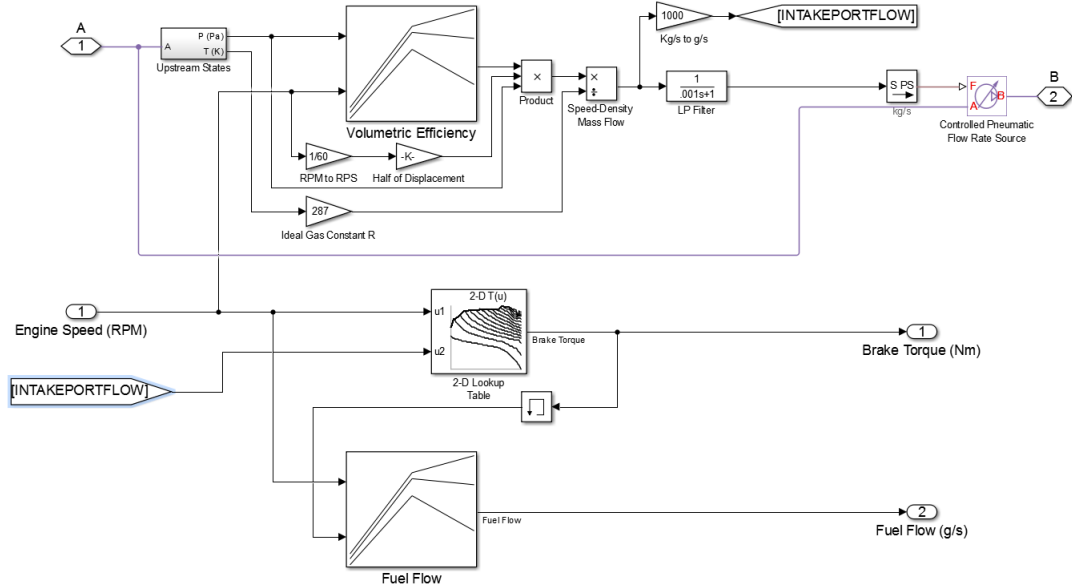 A
1
A
P (Pa)
T (K)
Upstream States
Volumetric Efficiency
×
Product
×
÷
Speed-Density
Mass Flow
1000
Kg/s to g/s
[INTAKEPORTFLOW]
1
.001s+1
LP Filter
S PS
kg/s
F
A
B
Controlled Pneumatic
Flow Rate Source
B
2
1/60
RPM to RPS
-K-
Half of Displacement
287
Ideal Gas Constant R
1
Engine Speed (RPM)
[INTAKEPORTFLOW]
2-D T(u)
u1
u2
2-D Lookup
Table
Brake Torque
1
Brake Torque (Nm)
Fuel Flow
Fuel Flow
2
Fuel Flow (g/s)